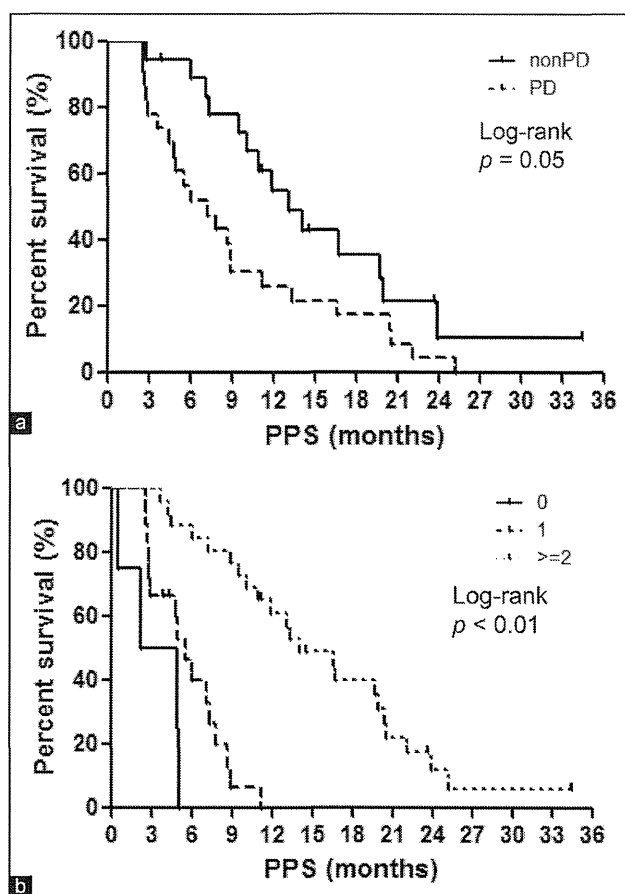 100
80
60
40
20
0
Percent survival (%)
nonPD
PD
Log-rank
p = 0.05
0 3 6 9 12 15 18 21 24 27 30 33 36
PPS (months)
a
100
80
60
40
20
0
Percent survival (%)
0
1
>=2
Log-rank
p < 0.01
0 3 6 9 12 15 18 21 24 27 30 33 36
PPS (months)
b